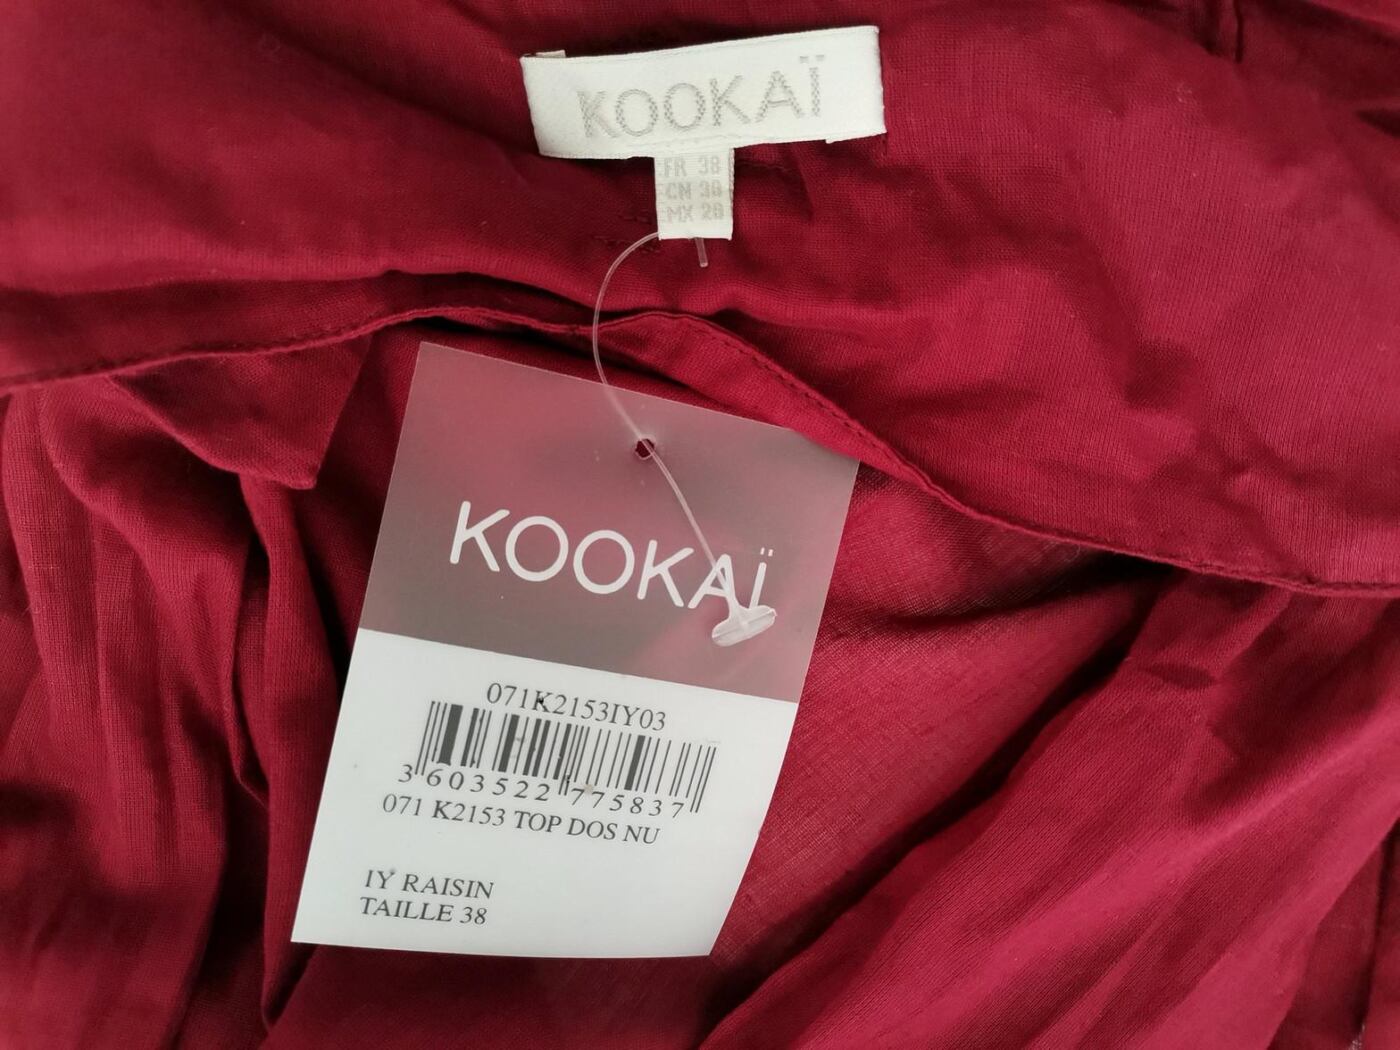 KOOKAÏ
FR 38
CN 38
MX 28
KOOKAÏ
071K2153IY03
3 603522 775837
071 K2153 TOP DOS NU
IY RAISIN
TAILLE 38